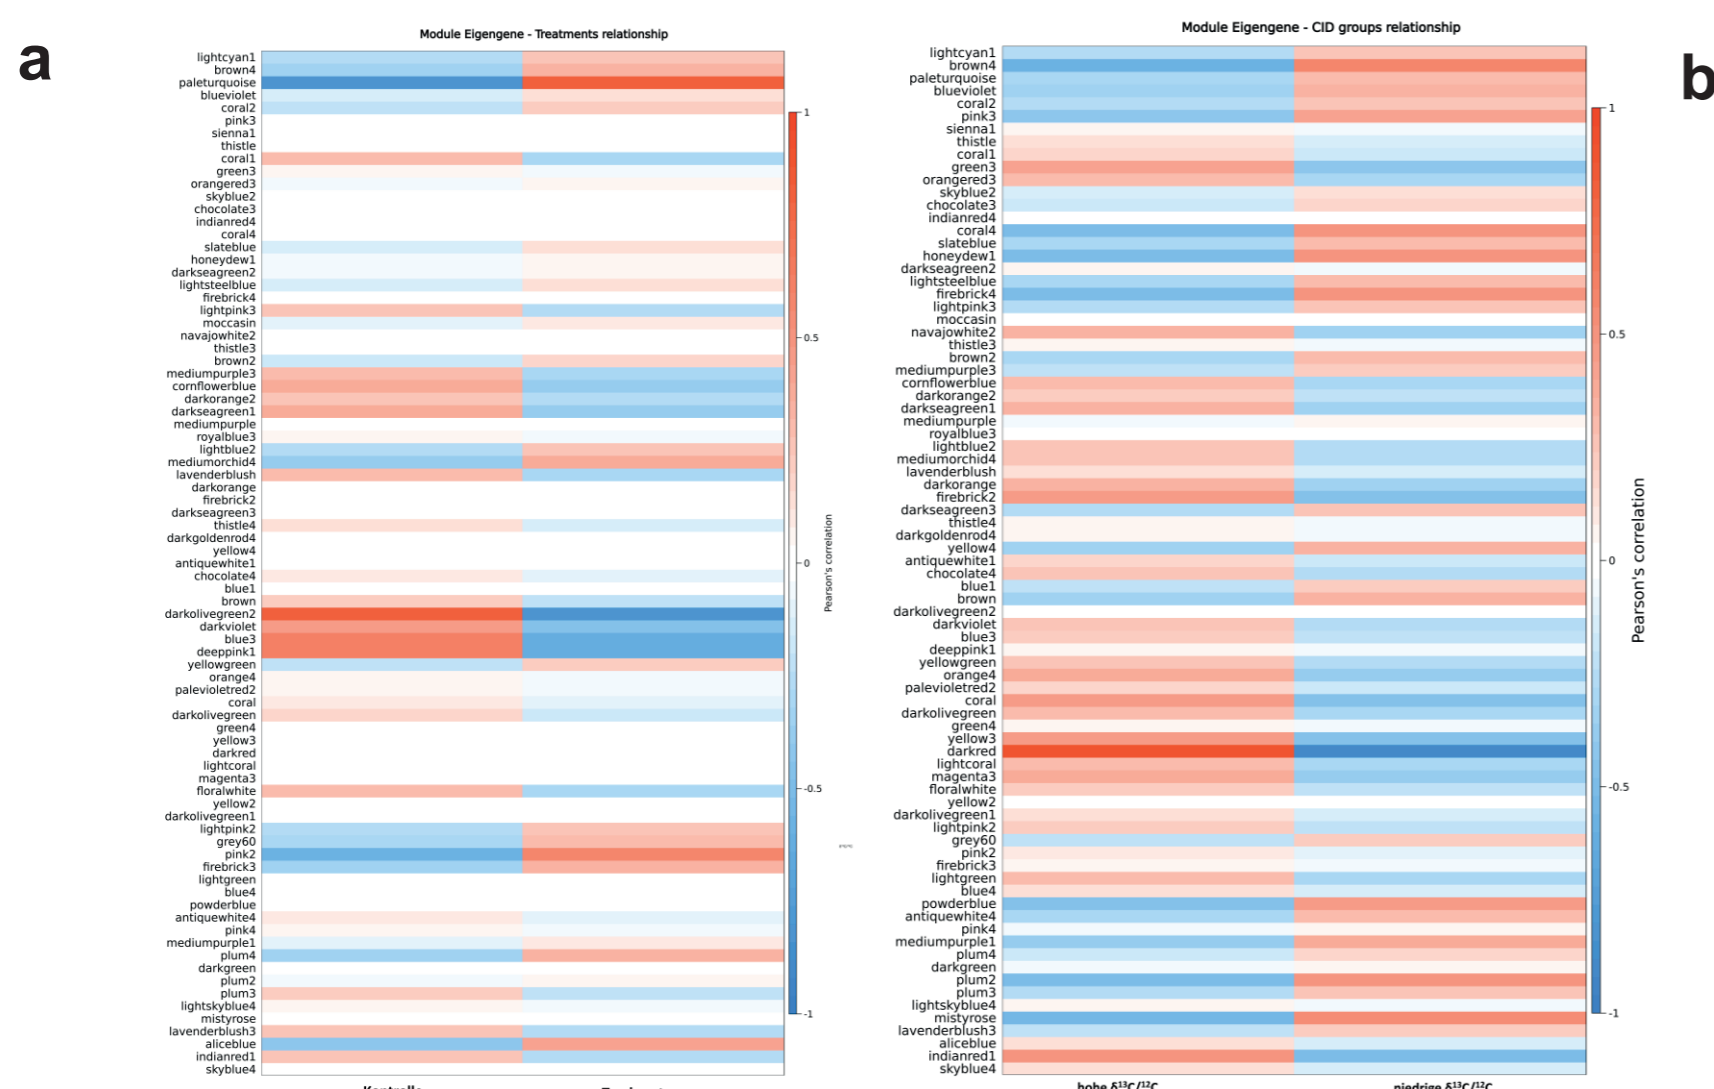 a
Module Eigengene - Treatments relationship
lightcyan1
brown4
paleturquoise
blueviolet
coral2
pink3
sienna1
thistle
coral1
green3
orangered3
skyblue2
chocolate3
indianred4
coral4
slateblue
honeydew1
darkseagreen2
lightsteelblue
firebrick4
lightpink3
moccasin
navajowhite2
thistle3
brown2
mediumpurple3
cornflowerblue
darkorange2
darkseagreen1
mediumpurple
royalblue3
lightblue2
mediumorchid4
lavenderblush
darkorange
firebrick2
darkseagreen3
thistle4
darkgoldenrod4
yellow4
antiquewhite1
chocolate4
blue1
brown
darkolivegreen2
darkviolet
blue3
deeppink1
yellowgreen
orange4
palevioletred2
coral
darkolivegreen
green4
yellow3
darkred
lightcoral
magenta3
floralwhite
yellow2
darkolivegreen1
lightpink2
grey60
pink2
firebrick3
lightgreen
blue4
powderblue
antiquewhite4
pink4
mediumpurple1
plum4
darkgreen
plum2
plum3
lightskyblue4
mistyrose
lavenderblush3
aliceblue
indianred1
skyblue4
1
0.5
0
-0.5
-1
Pearson's correlation
Module Eigengene - CID groups relationship
lightcyan1
brown4
paleturquoise
blueviolet
coral2
pink3
sienna1
thistle
coral1
green3
orangered3
skyblue2
chocolate3
indianred4
coral4
slateblue
honeydew1
darkseagreen2
lightsteelblue
firebrick4
lightpink3
moccasin
navajowhite2
thistle3
brown2
mediumpurple3
cornflowerblue
darkorange2
darkseagreen1
mediumpurple
royalblue3
lightblue2
mediumorchid4
lavenderblush
darkorange
firebrick2
darkseagreen3
thistle4
darkgoldenrod4
yellow4
antiquewhite1
chocolate4
blue1
brown
darkolivegreen2
darkviolet
blue3
deeppink1
yellowgreen
orange4
palevioletred2
coral
darkolivegreen
green4
yellow3
darkred
lightcoral
magenta3
floralwhite
yellow2
darkolivegreen1
lightpink2
grey60
pink2
firebrick3
lightgreen
blue4
powderblue
antiquewhite4
pink4
mediumpurple1
plum4
darkgreen
plum2
plum3
lightskyblue4
mistyrose
lavenderblush3
aliceblue
indianred1
skyblue4
hohe δ¹³C/¹²C niedrige δ¹³C/¹²C
1
0.5
0
-0.5
-1
Pearson's correlation
b